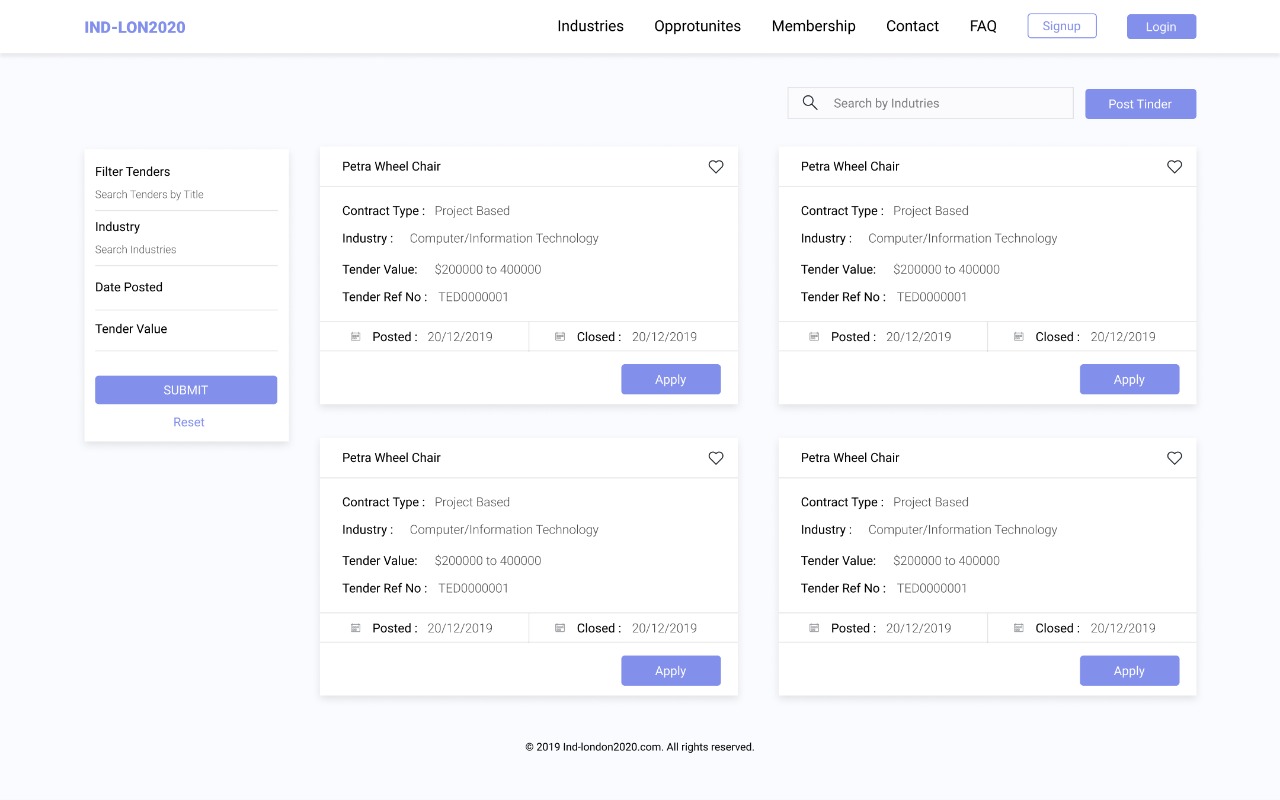 IND-LON2020
Industries Opprotunites Membership Contact FAQ Signup Login
Search by Indutries Post Tinder
Filter Tenders
Search Tenders by Title
Industry
Search Industries
Date Posted
Tender Value
SUBMIT
Reset
Petra Wheel Chair
Contract Type : Project Based
Industry : Computer/Information Technology
Tender Value: $200000 to 400000
Tender Ref No : TED0000001
Posted : 20/12/2019 Closed : 20/12/2019
Apply
Petra Wheel Chair
Contract Type : Project Based
Industry : Computer/Information Technology
Tender Value: $200000 to 400000
Tender Ref No : TED0000001
Posted : 20/12/2019 Closed : 20/12/2019
Apply
Petra Wheel Chair
Contract Type : Project Based
Industry : Computer/Information Technology
Tender Value: $200000 to 400000
Tender Ref No : TED0000001
Posted : 20/12/2019 Closed : 20/12/2019
Apply
Petra Wheel Chair
Contract Type : Project Based
Industry : Computer/Information Technology
Tender Value: $200000 to 400000
Tender Ref No : TED0000001
Posted : 20/12/2019 Closed : 20/12/2019
Apply
© 2019 Ind-london2020.com. All rights reserved.